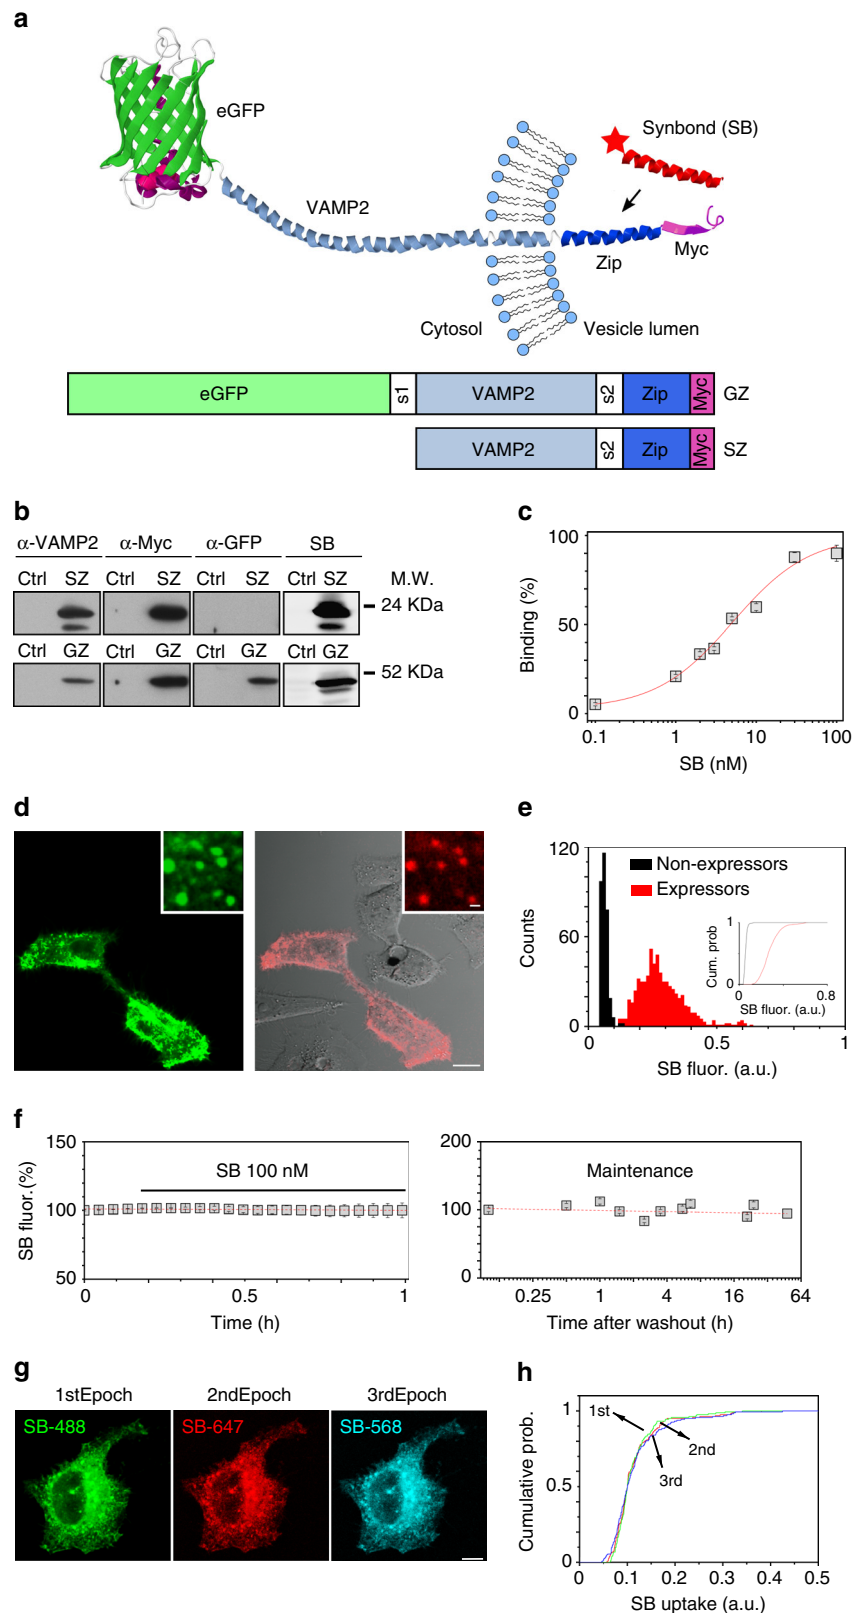 a
eGFP
VAMP2
Synbond (SB)
Zip
Myc
Cytosol
Vesicle lumen
eGFP s1 VAMP2 s2 Zip Myc GZ
VAMP2 s2 Zip Myc SZ
b
α-VAMP2 α-Myc α-GFP SB
Ctrl SZ Ctrl SZ Ctrl SZ Ctrl SZ M.W.
24 KDa
Ctrl GZ Ctrl GZ Ctrl GZ Ctrl GZ
52 KDa
c
100
50
0
Binding (%)
0.1 1 10 100
SB (nM)
d
e
120
60
0
Counts
Non-expressors
Expressors
1
0
Cum. prob
0 0.8
SB fluor. (a.u.)
0 0.5 1
SB fluor. (a.u.)
f
150
100
50
SB fluor.(%)
SB 100 nM
0 0.5 1
Time (h)
200
100
0
Maintenance
0.25 1 4 16 64
Time after washout (h)
g
1stEpoch 2ndEpoch 3rdEpoch
SB-488 SB-647 SB-568
h
1
0.5
0
Cumulative prob.
1st
2nd
3rd
0 0.1 0.2 0.3 0.4 0.5
SB uptake (a.u.)